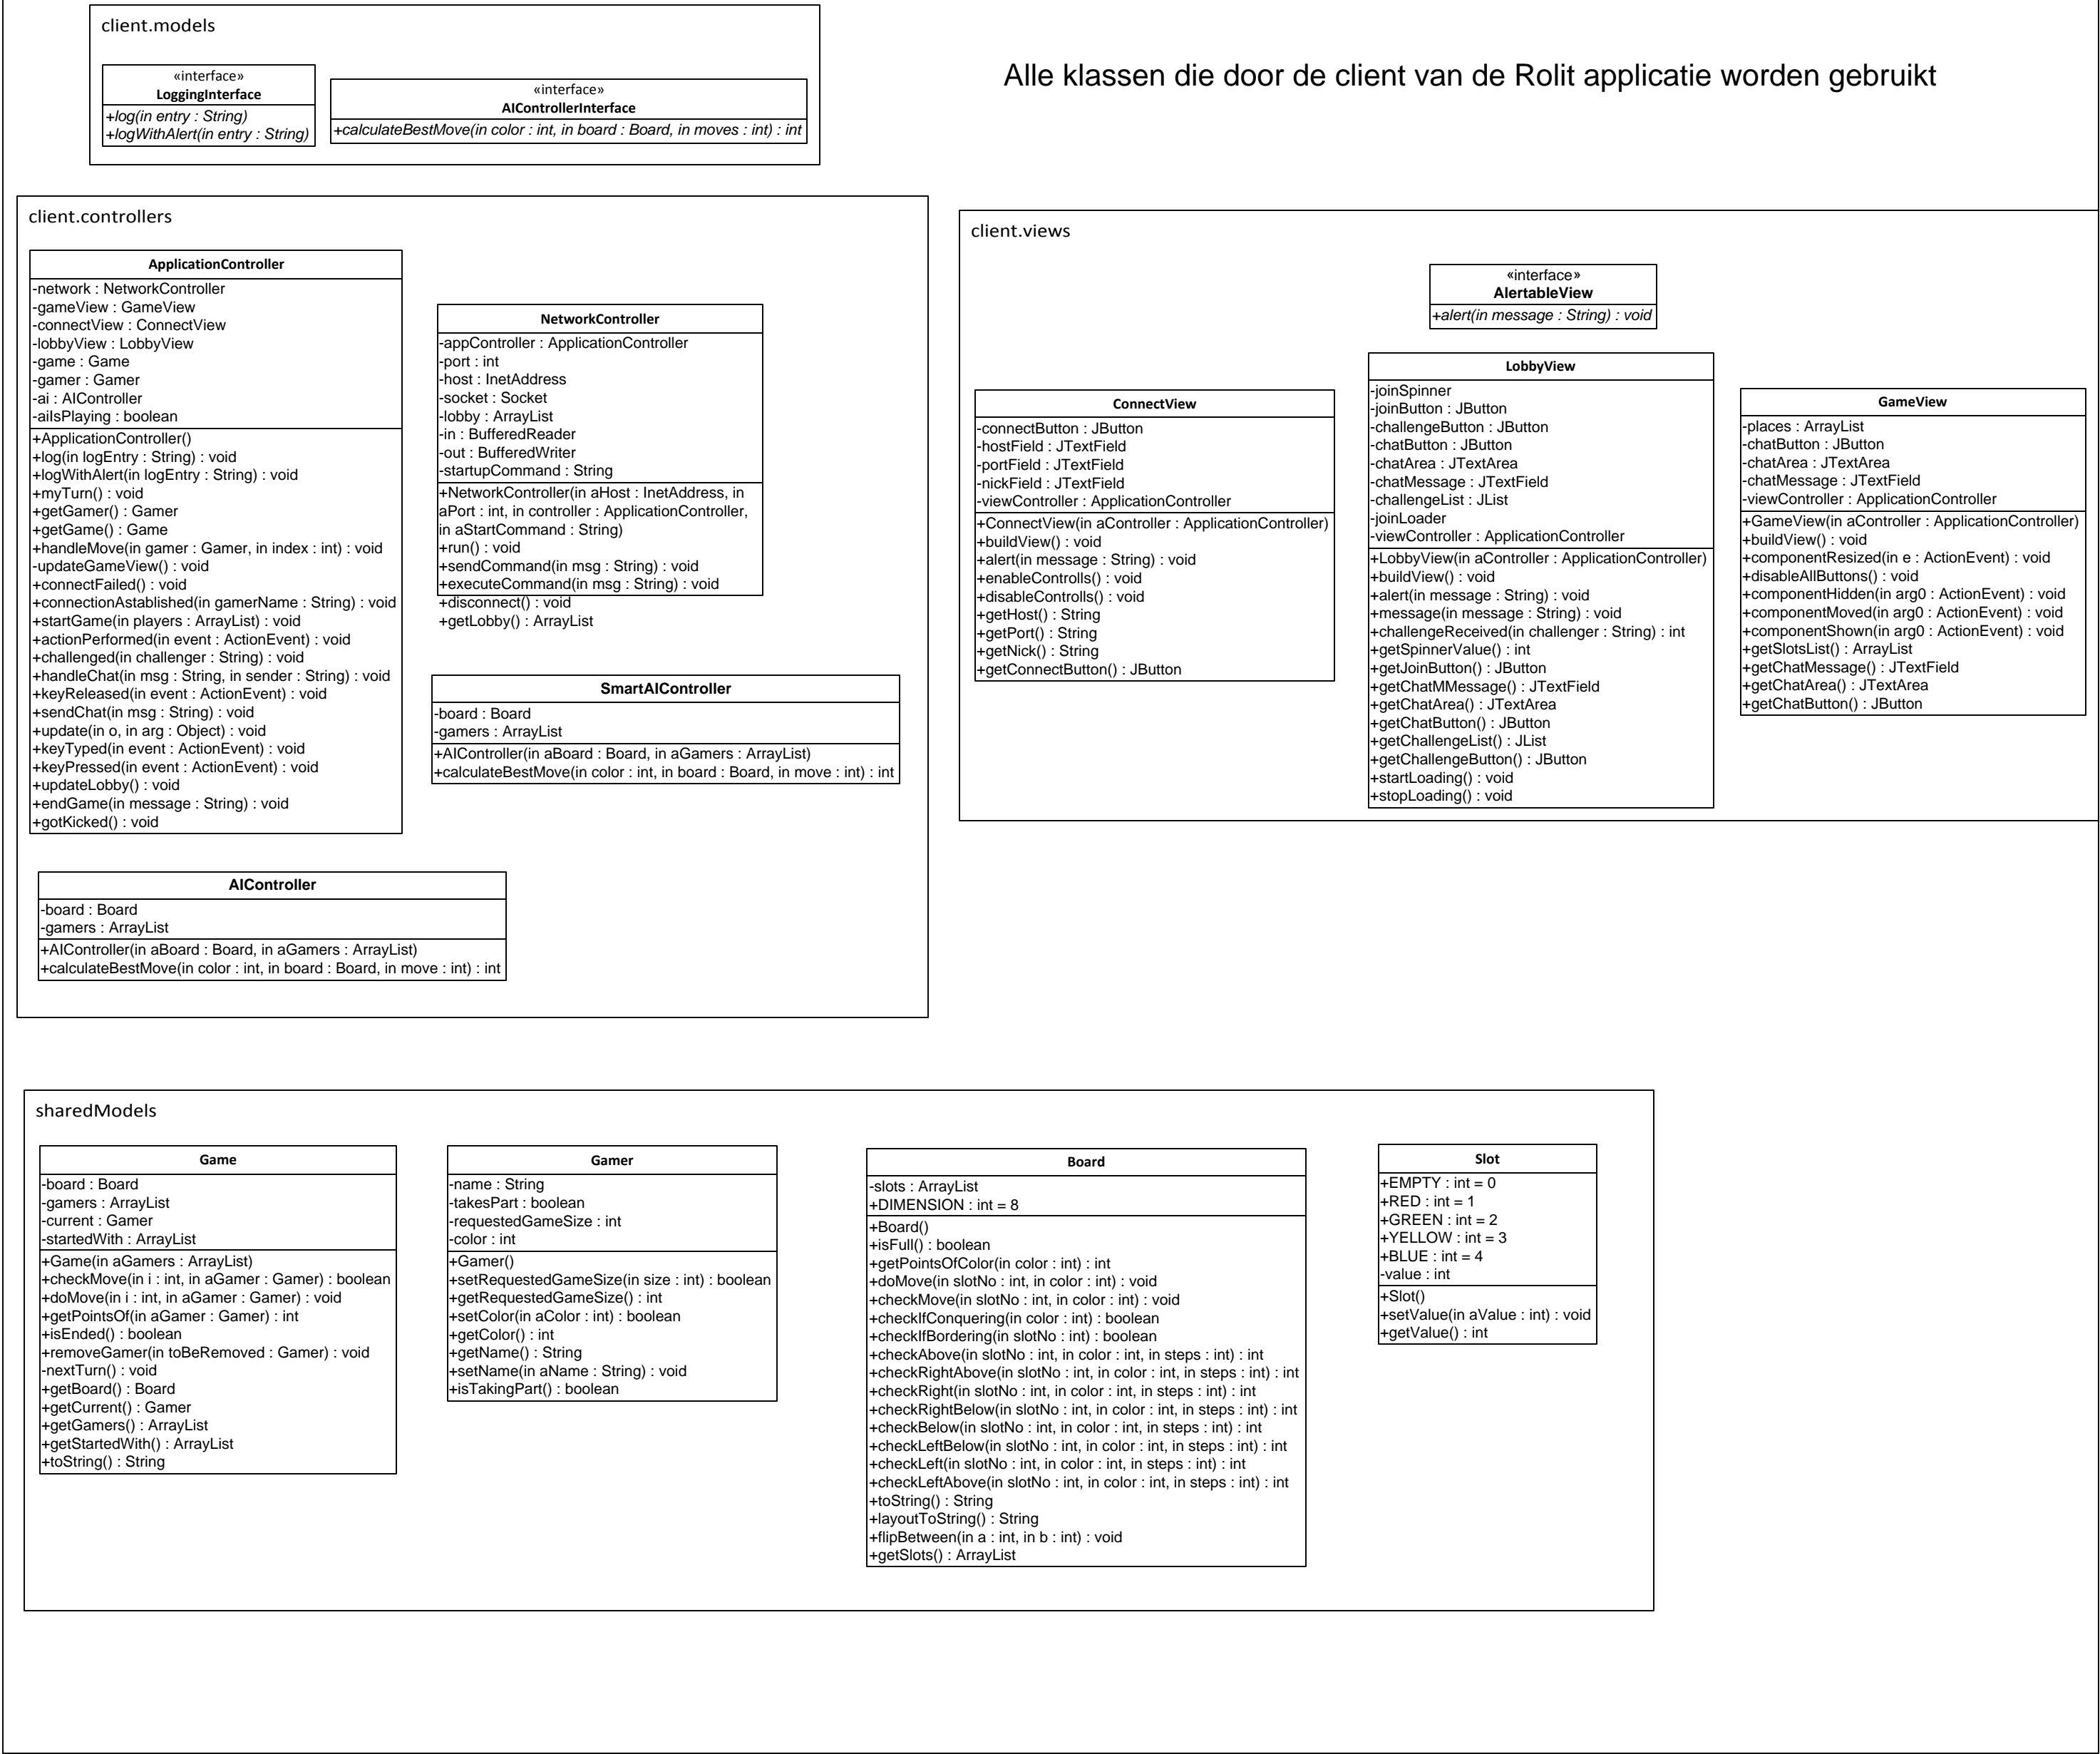 client.models
«interface»
LoggingInterface
+log(in entry : String)
+logWithAlert(in entry : String)
«interface»
AIControllerInterface
+calculateBestMove(in color : int, in board : Board, in moves : int) : int
Alle klassen die door de client van de Rolit applicatie worden gebruikt
client.controllers
ApplicationController
-network : NetworkController
-gameView : GameView
-connectView : ConnectView
-lobbyView : LobbyView
-game : Game
-gamer : Gamer
-ai : AIController
-aiIsPlaying : boolean
+ApplicationController()
+log(in logEntry : String) : void
+logWithAlert(in logEntry : String) : void
+myTurn() : void
+getGamer() : Gamer
+getGame() : Game
+handleMove(in gamer : Gamer, in index : int) : void
-updateGameView() : void
+connectFailed() : void
+connectionAstablished(in gamerName : String) : void
+startGame(in players : ArrayList) : void
+actionPerformed(in event : ActionEvent) : void
+challenged(in challenger : String) : void
+handleChat(in msg : String, in sender : String) : void
+keyReleased(in event : ActionEvent) : void
+sendChat(in msg : String) : void
+update(in o, in arg : Object) : void
+keyTyped(in event : ActionEvent) : void
+keyPressed(in event : ActionEvent) : void
+updateLobby() : void
+endGame(in message : String) : void
+gotKicked() : void
NetworkController
-appController : ApplicationController
-port : int
-host : InetAddress
-socket : Socket
-lobby : ArrayList
-in : BufferedReader
-out : BufferedWriter
-startupCommand : String
+NetworkController(in aHost : InetAddress, in
aPort : int, in controller : ApplicationController,
in aStartCommand : String)
+run() : void
+sendCommand(in msg : String) : void
+executeCommand(in msg : String) : void
+disconnect() : void
+getLobby() : ArrayList
SmartAIController
-board : Board
-gamers : ArrayList
+AIController(in aBoard : Board, in aGamers : ArrayList)
+calculateBestMove(in color : int, in board : Board, in move : int) : int
AIController
-board : Board
-gamers : ArrayList
+AIController(in aBoard : Board, in aGamers : ArrayList)
+calculateBestMove(in color : int, in board : Board, in move : int) : int
client.views
«interface»
AlertableView
+alert(in message : String) : void
ConnectView
-connectButton : JButton
-hostField : JTextField
-portField : JTextField
-nickField : JTextField
-viewController : ApplicationController
+ConnectView(in aController : ApplicationController)
+buildView() : void
+alert(in message : String) : void
+enableControlls() : void
+disableControlls() : void
+getHost() : String
+getPort() : String
+getNick() : String
+getConnectButton() : JButton
LobbyView
-joinSpinner
-joinButton : JButton
-challengeButton : JButton
-chatButton : JButton
-chatArea : JTextArea
-chatMessage : JTextField
-challengeList : JList
-joinLoader
-viewController : ApplicationController
+LobbyView(in aController : ApplicationController)
+buildView() : void
+alert(in message : String) : void
+message(in message : String) : void
+challengeReceived(in challenger : String) : int
+getSpinnerValue() : int
+getJoinButton() : JButton
+getChatMMessage() : JTextField
+getChatArea() : JTextArea
+getChatButton() : JButton
+getChallengeList() : JList
+getChallengeButton() : JButton
+startLoading() : void
+stopLoading() : void
GameView
-places : ArrayList
-chatButton : JButton
-chatArea : JTextArea
-chatMessage : JTextField
-viewController : ApplicationController
+GameView(in aController : ApplicationController)
+buildView() : void
+componentResized(in e : ActionEvent) : void
+disableAllButtons() : void
+componentHidden(in arg0 : ActionEvent) : void
+componentMoved(in arg0 : ActionEvent) : void
+componentShown(in arg0 : ActionEvent) : void
+getSlotsList() : ArrayList
+getChatMessage() : JTextField
+getChatArea() : JTextArea
+getChatButton() : JButton
sharedModels
Game
-board : Board
-gamers : ArrayList
-current : Gamer
-startedWith : ArrayList
+Game(in aGamers : ArrayList)
+checkMove(in i : int, in aGamer : Gamer) : boolean
+doMove(in i : int, in aGamer : Gamer) : void
+getPointsOf(in aGamer : Gamer) : int
+isEnded() : boolean
+removeGamer(in toBeRemoved : Gamer) : void
-nextTurn() : void
+getBoard() : Board
+getCurrent() : Gamer
+getGamers() : ArrayList
+getStartedWith() : ArrayList
+toString() : String
Gamer
-name : String
-takesPart : boolean
-requestedGameSize : int
-color : int
+Gamer()
+setRequestedGameSize(in size : int) : boolean
+getRequestedGameSize() : int
+setColor(in aColor : int) : boolean
+getColor() : int
+getName() : String
+setName(in aName : String) : void
+isTakingPart() : boolean
Board
-slots : ArrayList
+DIMENSION : int = 8
+Board()
+isFull() : boolean
+getPointsOfColor(in color : int) : int
+doMove(in slotNo : int, in color : int) : void
+checkMove(in slotNo : int, in color : int) : void
+checkIfConquering(in color : int) : boolean
+checkIfBordering(in slotNo : int) : boolean
+checkAbove(in slotNo : int, in color : int, in steps : int) : int
+checkRightAbove(in slotNo : int, in color : int, in steps : int) : int
+checkRight(in slotNo : int, in color : int, in steps : int) : int
+checkRightBelow(in slotNo : int, in color : int, in steps : int) : int
+checkBelow(in slotNo : int, in color : int, in steps : int) : int
+checkLeftBelow(in slotNo : int, in color : int, in steps : int) : int
+checkLeft(in slotNo : int, in color : int, in steps : int) : int
+checkLeftAbove(in slotNo : int, in color : int, in steps : int) : int
+toString() : String
+layoutToString() : String
+flipBetween(in a : int, in b : int) : void
+getSlots() : ArrayList
Slot
+EMPTY : int = 0
+RED : int = 1
+GREEN : int = 2
+YELLOW : int = 3
+BLUE : int = 4
-value : int
+Slot()
+setValue(in aValue : int) : void
+getValue() : int